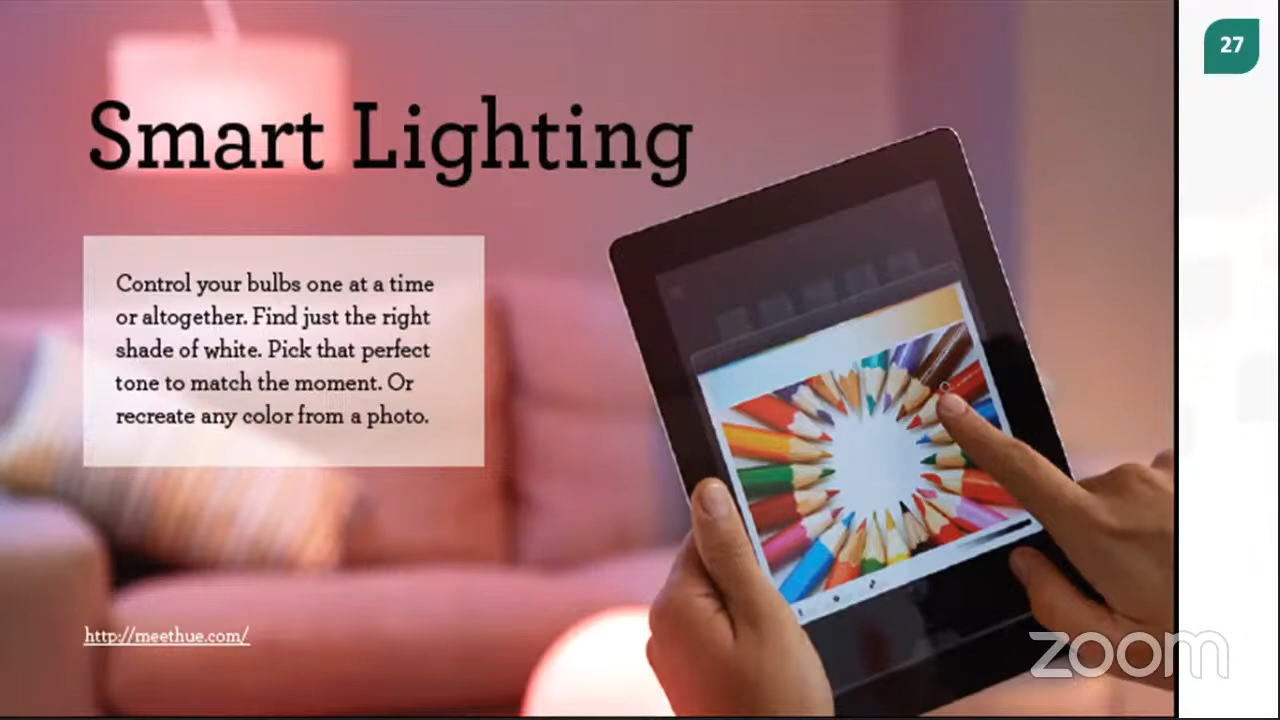 27
Smart Lighting
Control your bulbs one at a time
or altogether. Find just the right
shade of white. Pick that perfect
tone to match the moment. Or
recreate any color from a photo.
http://meethue.com/
zoom